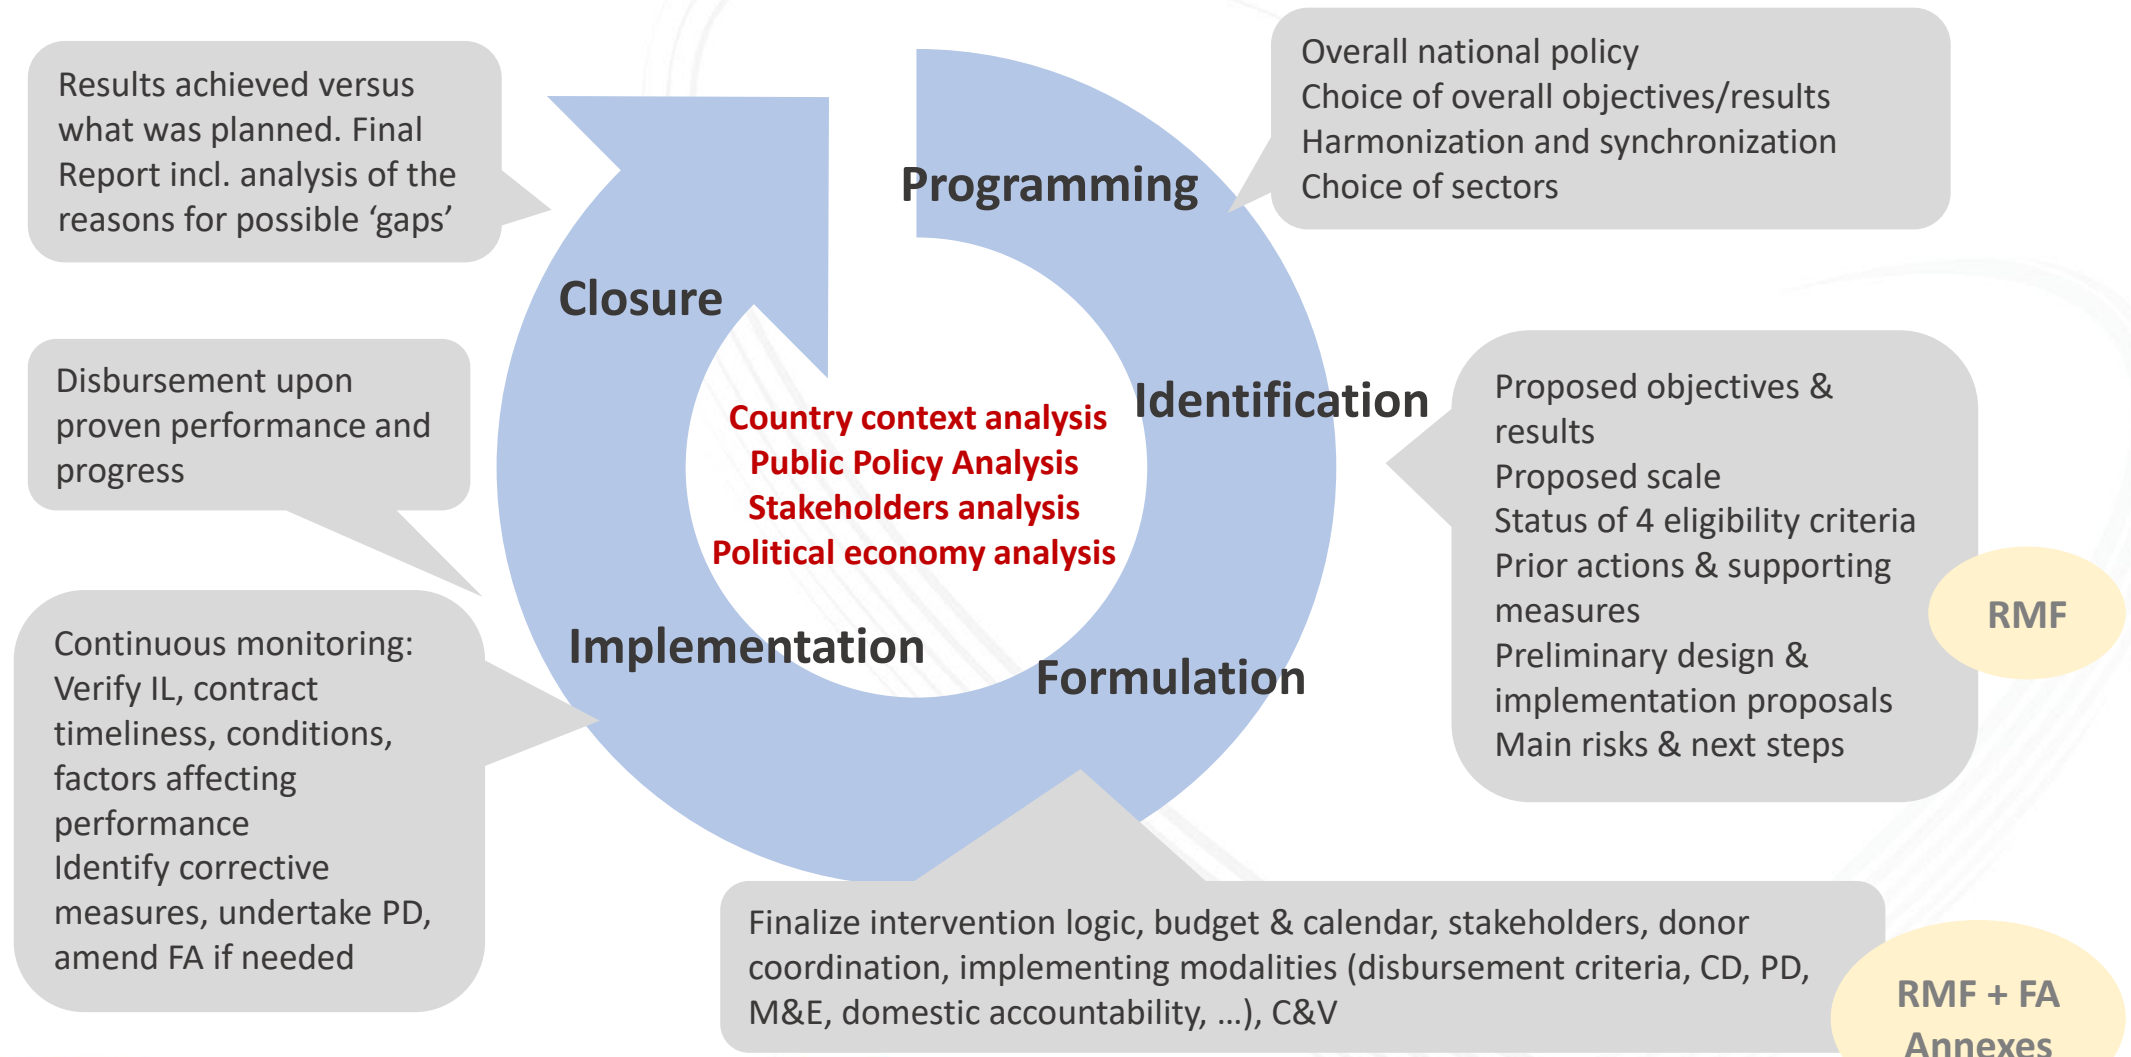 Results achieved versus
what was planned. Final
Report incl. analysis of the
reasons for possible ‘gaps’
Programming
Overall national policy
Choice of overall objectives/results
Harmonization and synchronization
Choice of sectors
Closure
Identification
Disbursement upon
proven performance and
progress
Country context analysis
Public Policy Analysis
Stakeholders analysis
Political economy analysis
Proposed objectives &
results
Proposed scale
Status of 4 eligibility criteria
Prior actions & supporting
measures
Preliminary design &
implementation proposals
Main risks & next steps
RMF
Implementation
Formulation
Continuous monitoring:
Verify IL, contract
timeliness, conditions,
factors affecting
performance
Identify corrective
measures, undertake PD,
amend FA if needed
Finalize intervention logic, budget & calendar, stakeholders, donor
coordination, implementing modalities (disbursement criteria, CD, PD,
M&E, domestic accountability, …), C&V
RMF + FA
Annexes